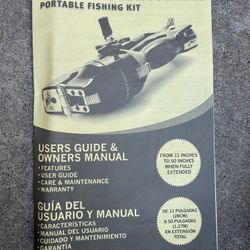 PORTABLE FISHING KIT
USERS GUIDE &
OWNERS MANUAL
• FEATURES
• USER GUIDE
• CARE & MAINTENANCE
• WARRANTY
FROM 11 INCHES
TO 50 INCHES
WHEN FULLY
EXTENDED
GUÍA DEL
USUARIO Y MANUAL
• CARACTERÍSTICAS
• MANUAL DEL USUARIO
• CUIDADO Y MANTENIMIENTO
• GARANTÍA
DE 11 PULGADAS
(28CM)
A 50 PULGADAS
(1.27M)
EN EXTENSIÓN
TOTAL